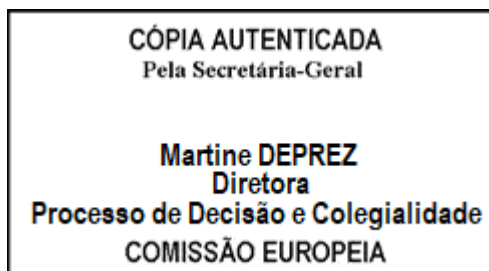 CÓPIA AUTENTICADA
Pela Secretária-Geral
Martine DEPREZ
Diretora
Processo de Decisão e Colegialidade
COMISSÃO EUROPEIA